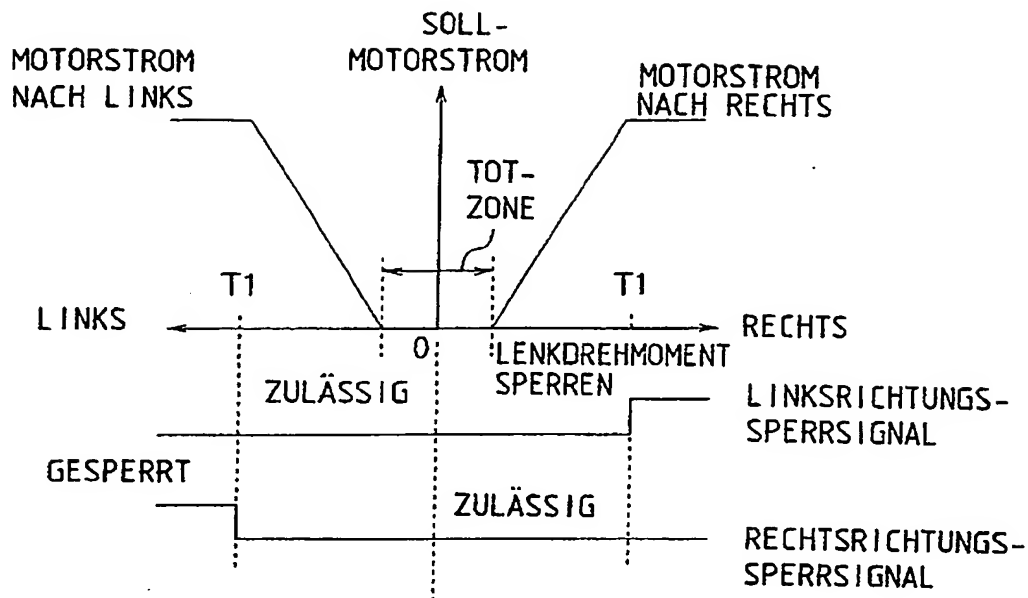 SOLL-
MOTORSTROM
MOTORSTROM
NACH LINKS
MOTORSTROM
NACH RECHTS
TOT-
ZONE
T1
T1
LINKS
RECHTS
0
LENKDREHMOMENT
SPERREN
ZULÄSSIG
LINKSRICHTUNGS-
SPERRSIGNAL
GESPERRT
ZULÄSSIG
RECHTSRICHTUNGS-
SPERRSIGNAL